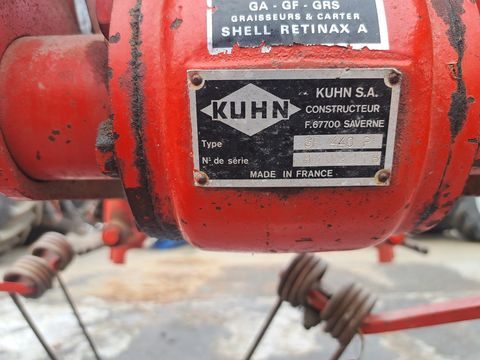 GA - GF - GRS
GRAISSEURS & CARTER
SHELL RETINAX A
KUHN
KUHN S.A.
CONSTRUCTEUR
F.67700 SAVERNE
Type
N° de série
MADE IN FRANCE